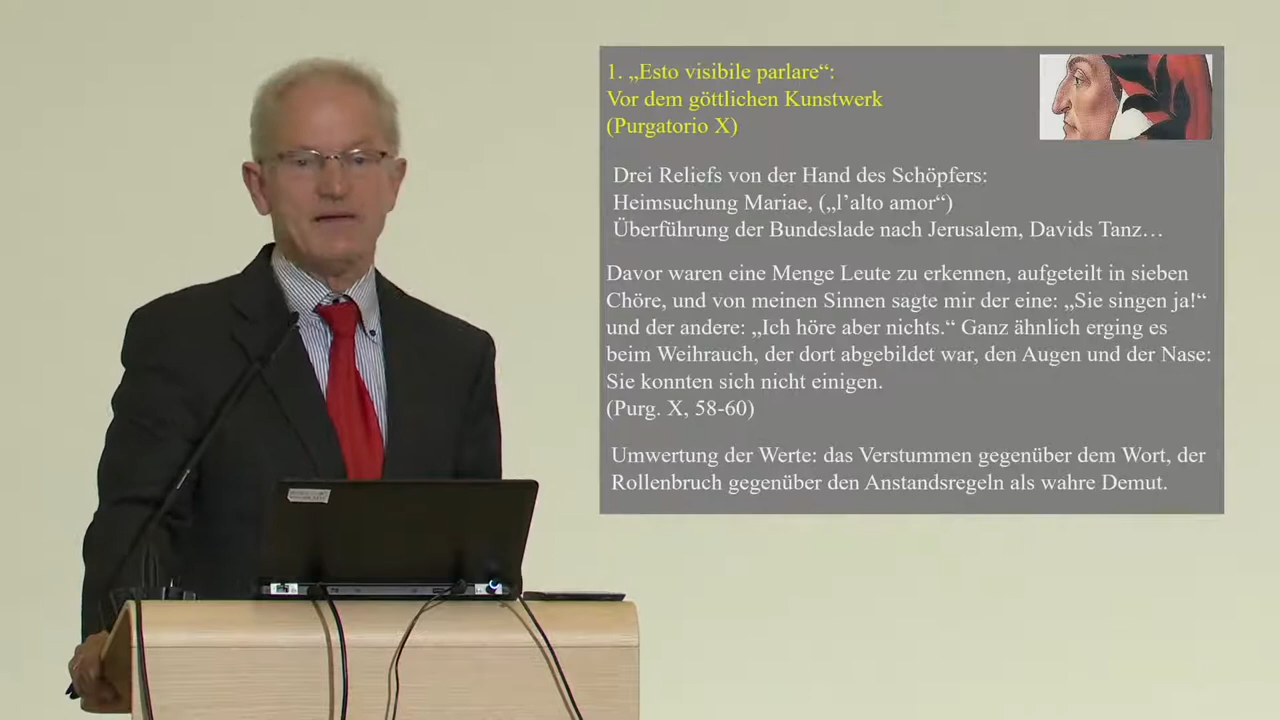 1. „Esto visibile parlare“:
Vor dem göttlichen Kunstwerk
(Purgatorio X)
Drei Reliefs von der Hand des Schöpfers:
Heimsuchung Mariae, („l’alto amor“)
Überführung der Bundeslade nach Jerusalem, Davids Tanz…
Davor waren eine Menge Leute zu erkennen, aufgeteilt in sieben
Chöre, und von meinen Sinnen sagte mir der eine: „Sie singen ja!“
und der andere: „Ich höre aber nichts.“ Ganz ähnlich erging es
beim Weihrauch, der dort abgebildet war, den Augen und der Nase:
Sie konnten sich nicht einigen.
(Purg. X, 58-60)
Umwertung der Werte: das Verstummen gegenüber dem Wort, der
Rollenbruch gegenüber den Anstandsregeln als wahre Demut.